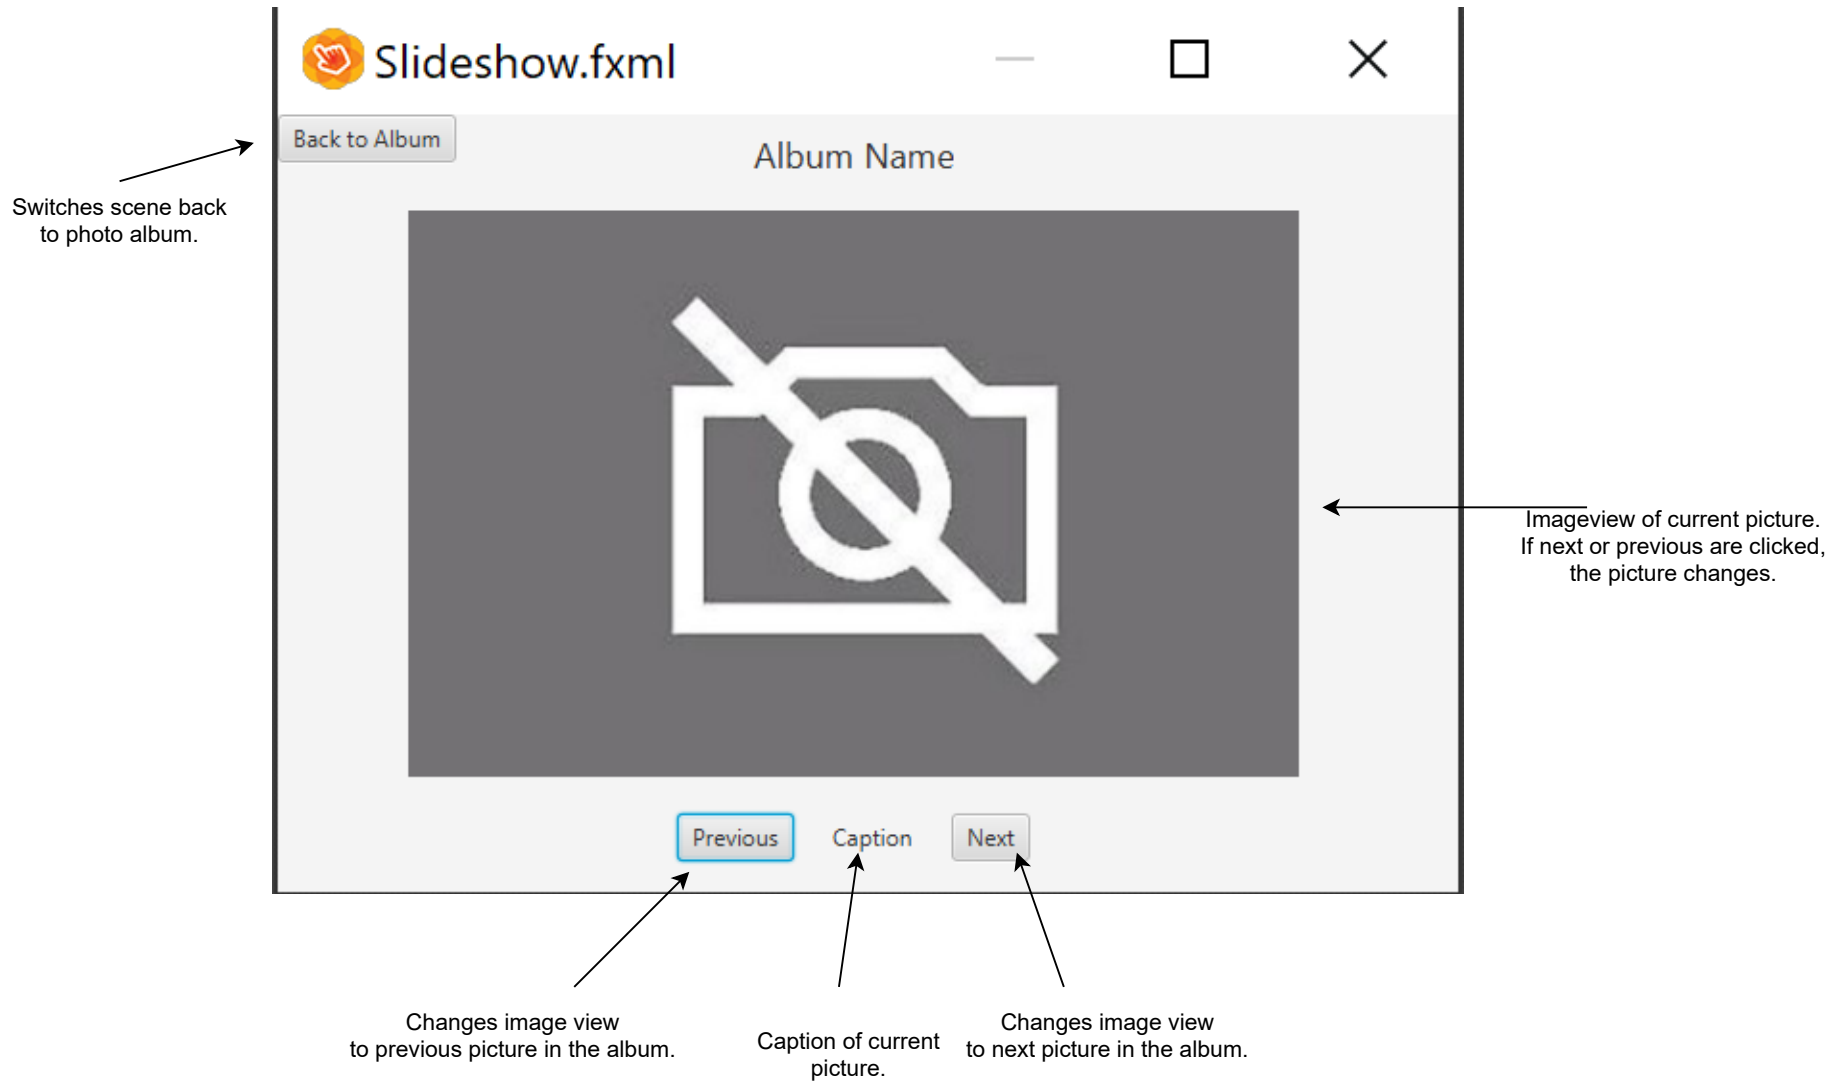 Slideshow.fxml
Back to Album
Album Name
Switches scene back
to photo album.
Imageview of current picture.
If next or previous are clicked,
the picture changes.
Previous
Caption
Next
Changes image view
to previous picture in the album.
Caption of current
picture.
Changes image view
to next picture in the album.